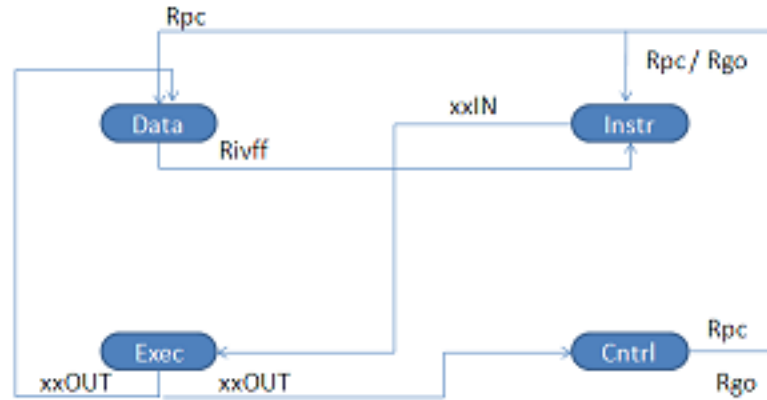 Rpc
Rpc / Rgo
xxIN
Data
Instr
Rivff
Exec
Cntrl
Rpc
xxOUT
xxOUT
Rgo